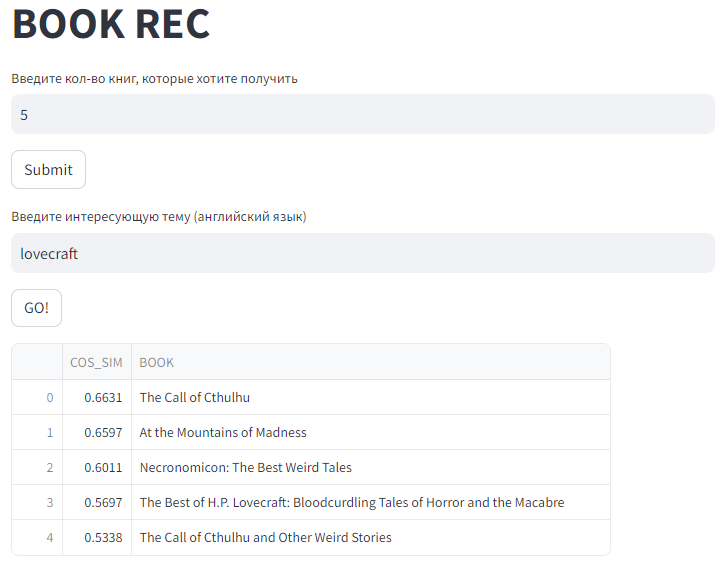 BOOK REC
Введите кол-во книг, которые хотите получить
5
Submit
Введите интересующую тему (английский язык)
lovecraft
GO!
COS_SIM BOOK
0 0.6631 The Call of Cthulhu
1 0.6597 At the Mountains of Madness
2 0.6011 Necronomicon: The Best Weird Tales
3 0.5697 The Best of H.P. Lovecraft: Bloodcurdling Tales of Horror and the Macabre
4 0.5338 The Call of Cthulhu and Other Weird Stories